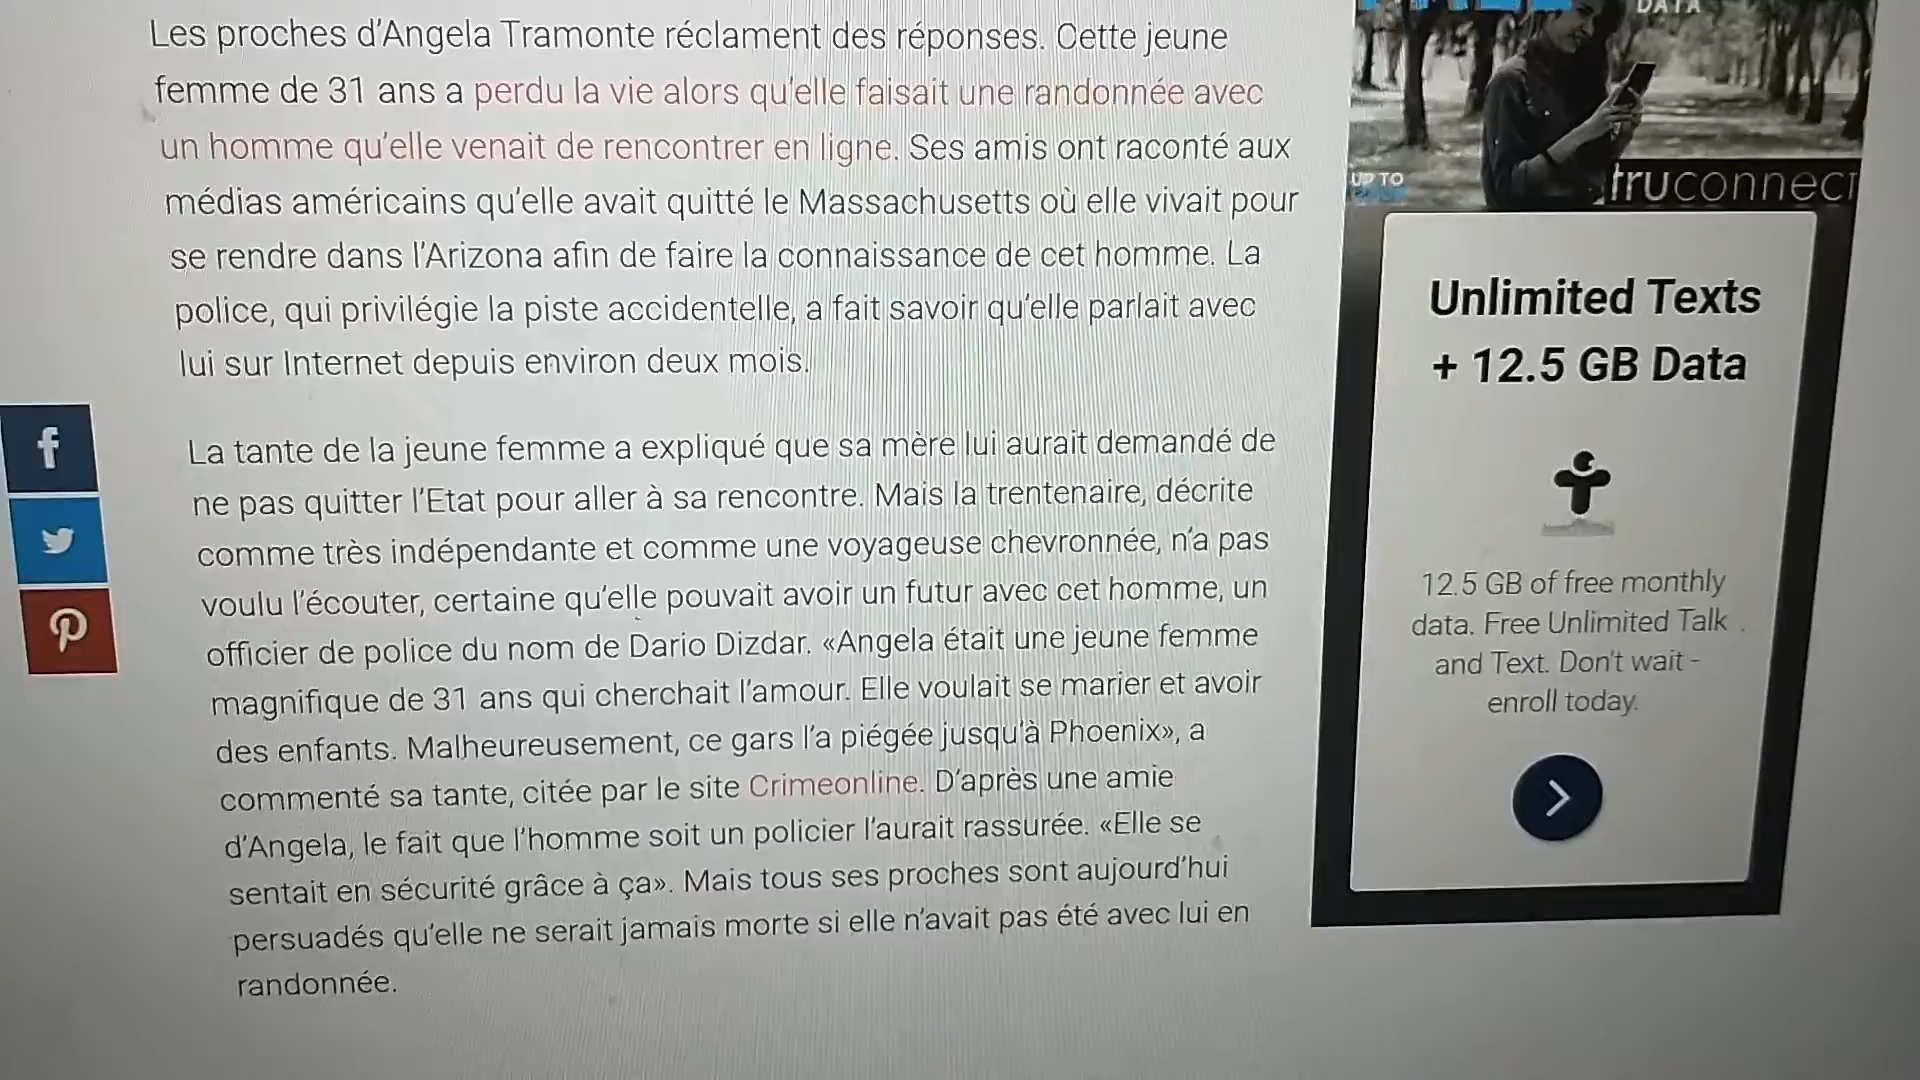 Les proches d'Angela Tramonte réclament des réponses. Cette jeune
femme de 31 ans a perdu la vie alors qu'elle faisait une randonnée avec
un homme qu'elle venait de rencontrer en ligne. Ses amis ont raconté aux
médias américains qu'elle avait quitté le Massachusetts où elle vivait pour
se rendre dans l'Arizona afin de faire la connaissance de cet homme. La
police, qui privilégie la piste accidentelle, a fait savoir qu'elle parlait avec
lui sur Internet depuis environ deux mois.
La tante de la jeune femme a expliqué que sa mère lui aurait demandé de
ne pas quitter l'Etat pour aller à sa rencontre. Mais la trentenaire, décrite
comme très indépendante et comme une voyageuse chevronnée, n'a pas
voulu l'écouter, certaine qu'elle pouvait avoir un futur avec cet homme, un
officier de police du nom de Dario Dizdar. «Angela était une jeune femme
magnifique de 31 ans qui cherchait l'amour. Elle voulait se marier et avoir
des enfants. Malheureusement, ce gars l'a piégée jusqu'à Phoenix», a
commenté sa tante, citée par le site Crimeonline. D'après une amie
d'Angela, le fait que l'homme soit un policier l'aurait rassurée. «Elle se
sentait en sécurité grâce à ça». Mais tous ses proches sont aujourd'hui
persuadés qu'elle ne serait jamais morte si elle n'avait pas été avec lui en
randonnée.
DATA
UP TO
truconnect
Unlimited Texts
+ 12.5 GB Data
12.5 GB of free monthly
data. Free Unlimited Talk
and Text. Don't wait -
enroll today.